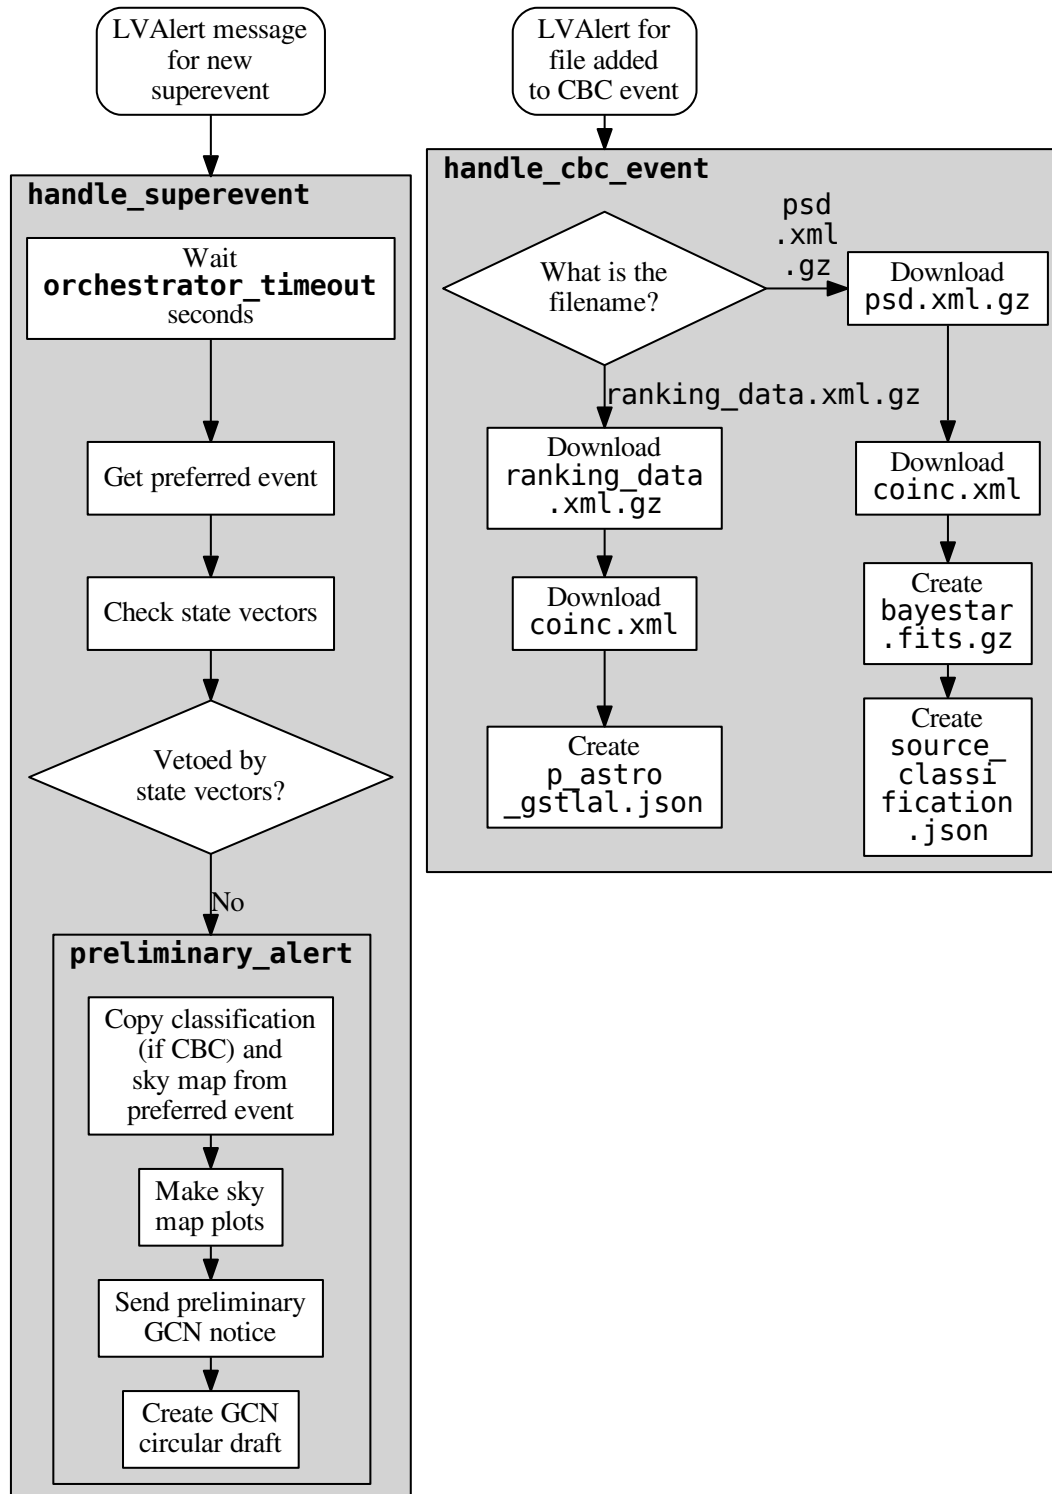 LVAlert message
for new
superevent
handle_superevent
Wait
orchestrator_timeout
seconds
Get preferred event
Check state vectors
Vetoed by
state vectors?
No
preliminary_alert
Copy classification
(if CBC) and
sky map from
preferred event
Make sky
map plots
Send preliminary
GCN notice
Create GCN
circular draft
LVAlert for
file added
to CBC event
handle_cbc_event
What is the
filename?
psd
.xml
.gz
ranking_data.xml.gz
Download
ranking_data
.xml.gz
Download
coinc.xml
Create
p_astro
_gstlal.json
Download
psd.xml.gz
Download
coinc.xml
Create
bayestar
.fits.gz
Create
source_
classi
fication
.json